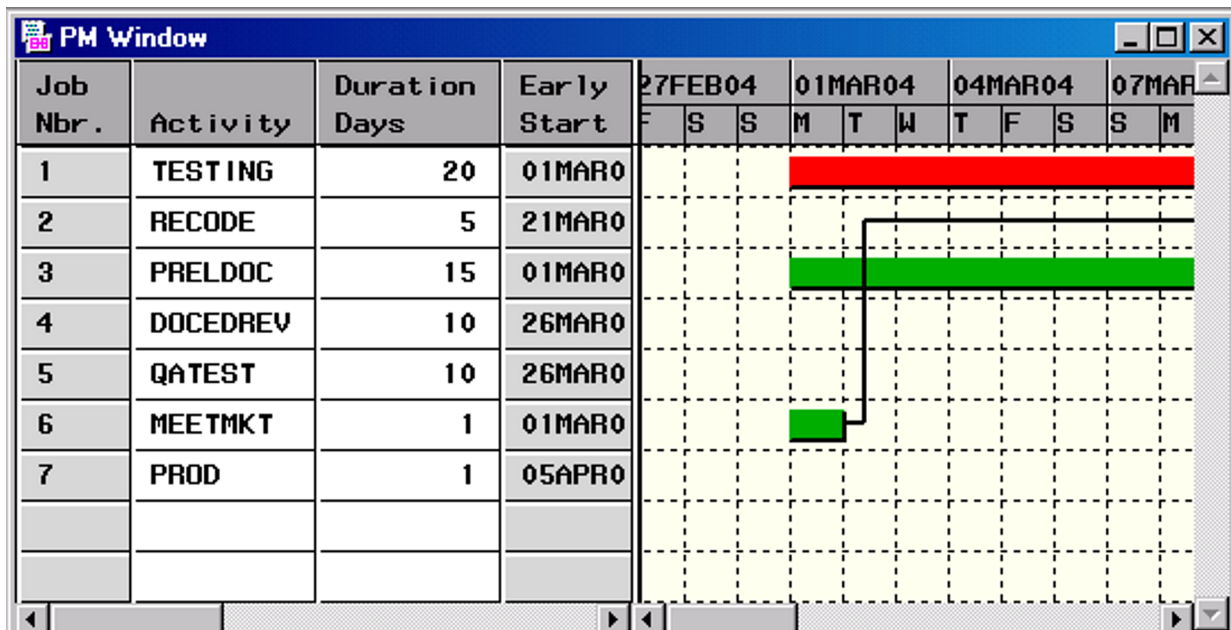 PM Window
Job Nbr. Activity Duration Days Early Start 27FEB04 01MAR04 04MAR04 07MAR
F S S M T W T F S S M
1 TESTING 20 01MAR0
2 RECODE 5 21MAR0
3 PRELDOC 15 01MAR0
4 DOCEDREV 10 26MAR0
5 QATEST 10 26MAR0
6 MEETMKT 1 01MAR0
7 PROD 1 05APR0